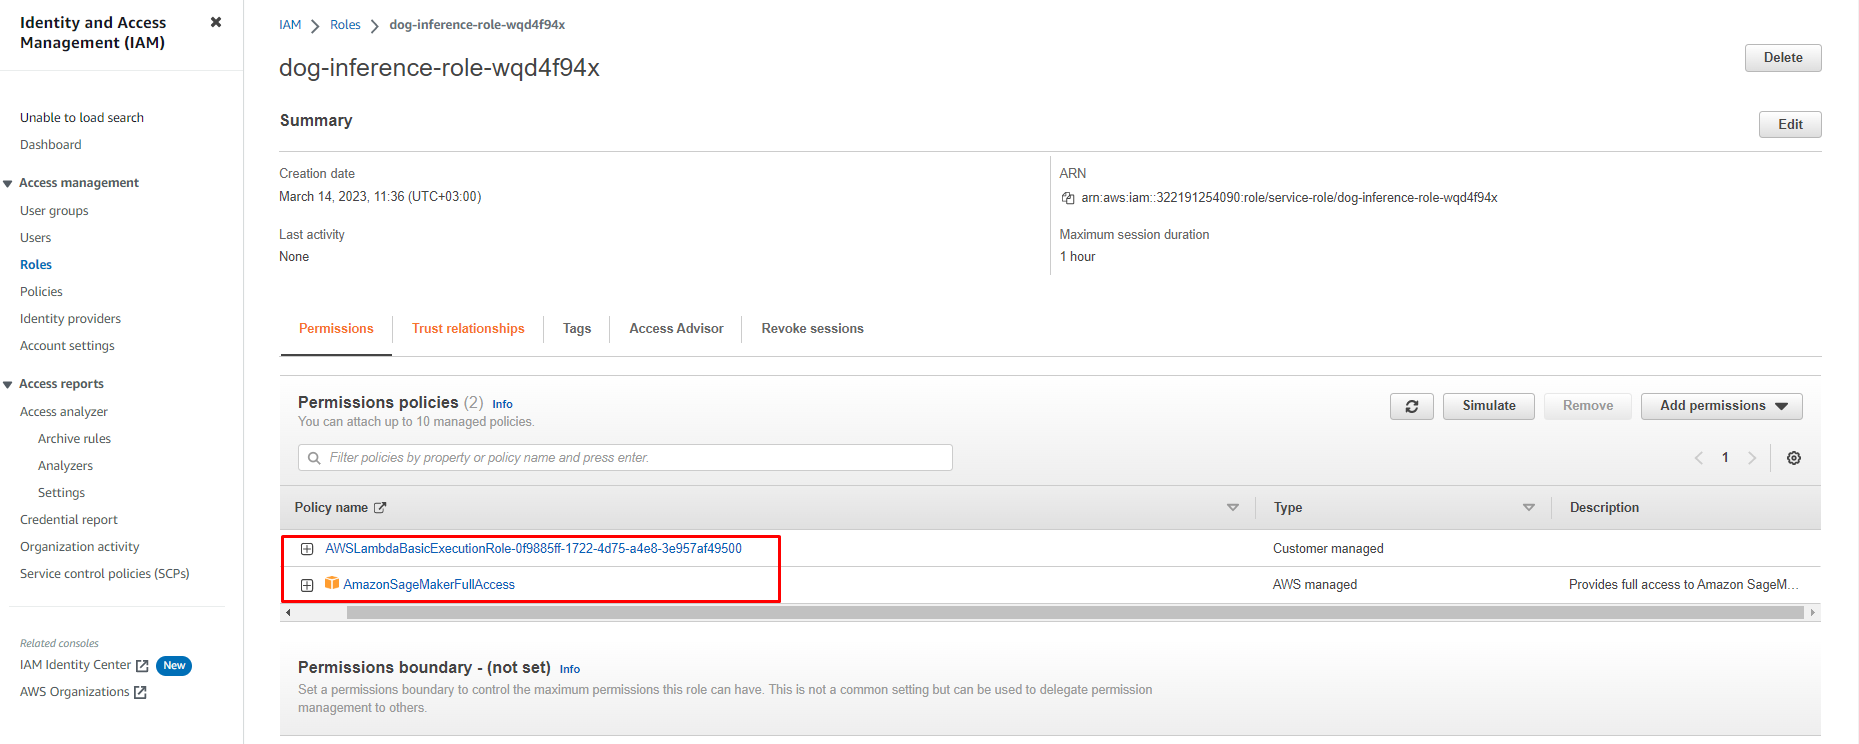 Identity and Access
Management (IAM)
Unable to load search
Dashboard
Access management
User groups
Users
Roles
Policies
Identity providers
Account settings
Access reports
Access analyzer
Archive rules
Analyzers
Settings
Credential report
Organization activity
Service control policies (SCPs)
Related consoles
IAM Identity Center New
AWS Organizations
IAM Roles dog-inference-role-wqd4f94x
dog-inference-role-wqd4f94x
Delete
Summary
Edit
Creation date
March 14, 2023, 11:36 (UTC+03:00)
ARN
arn:aws:iam::322191254090:role/service-role/dog-inference-role-wqd4f94x
Last activity
None
Maximum session duration
1 hour
Permissions Trust relationships Tags Access Advisor Revoke sessions
Permissions policies (2) Info
You can attach up to 10 managed policies.
Simulate Remove Add permissions
Filter policies by property or policy name and press enter.
1
Policy name Type Description
AWSLambdaBasicExecutionRole-0f9885ff-1722-4d75-a4e8-3e957af49500 Customer managed
AmazonSageMakerFullAccess AWS managed Provides full access to Amazon SageM...
Permissions boundary - (not set) Info
Set a permissions boundary to control the maximum permissions this role can have. This is not a common setting but can be used to delegate permission
management to others.